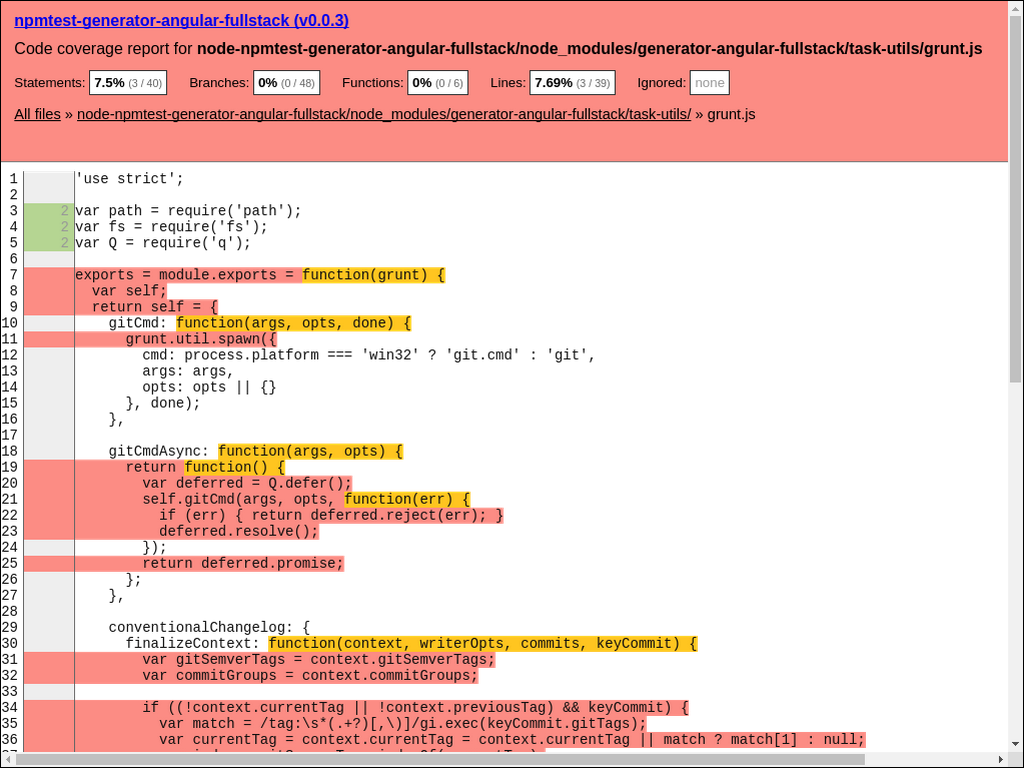 npmtest-generator-angular-fullstack (v0.0.3)
Code coverage report for node-npmtest-generator-angular-fullstack/node_modules/generator-angular-fullstack/task-utils/grunt.js
Statements: 7.5% (3 / 40) Branches: 0% (0 / 48) Functions: 0% (0 / 6) Lines: 7.69% (3 / 39) Ignored: none
All files » node-npmtest-generator-angular-fullstack/node_modules/generator-angular-fullstack/task-utils/ » grunt.js
1 'use strict';
2
3 2 var path = require('path');
4 2 var fs = require('fs');
5 2 var Q = require('q');
6
7 exports = module.exports = function(grunt) {
8 var self;
9 return self = {
10 gitCmd: function(args, opts, done) {
11 grunt.util.spawn({
12 cmd: process.platform === 'win32' ? 'git.cmd' : 'git',
13 args: args,
14 opts: opts || {}
15 }, done);
16 },
17
18 gitCmdAsync: function(args, opts) {
19 return function() {
20 var deferred = Q.defer();
21 self.gitCmd(args, opts, function(err) {
22 if (err) { return deferred.reject(err); }
23 deferred.resolve();
24 });
25 return deferred.promise;
26 };
27 },
28
29 conventionalChangelog: {
30 finalizeContext: function(context, writerOpts, commits, keyCommit) {
31 var gitSemverTags = context.gitSemverTags;
32 var commitGroups = context.commitGroups;
33
34 if ((!context.currentTag || !context.previousTag) && keyCommit) {
35 var match = /tag:\s*(.+?)[,\)]/gi.exec(keyCommit.gitTags);
36 var currentTag = context.currentTag = context.currentTag || match ? match[1] : null;